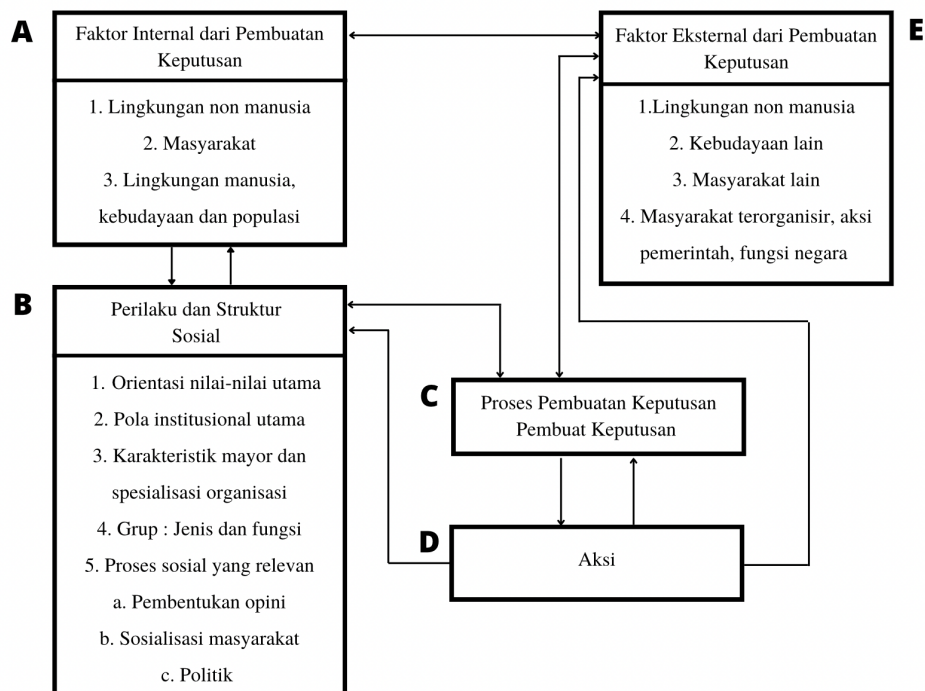 A
Faktor Internal dari Pembuatan
Keputusan
1. Lingkungan non manusia
2. Masyarakat
3. Lingkungan manusia,
kebudayaan dan populasi
E
Faktor Eksternal dari Pembuatan
Keputusan
1.Lingkungan non manusia
2. Kebudayaan lain
3. Masyarakat lain
4. Masyarakat terorganisir, aksi
pemerintah, fungsi negara
B
Perilaku dan Struktur
Sosial
1. Orientasi nilai-nilai utama
2. Pola institusional utama
3. Karakteristik mayor dan
spesialisasi organisasi
4. Grup : Jenis dan fungsi
5. Proses sosial yang relevan
a. Pembentukan opini
b. Sosialisasi masyarakat
c. Politik
C
Proses Pembuatan Keputusan
Pembuat Keputusan
D
Aksi